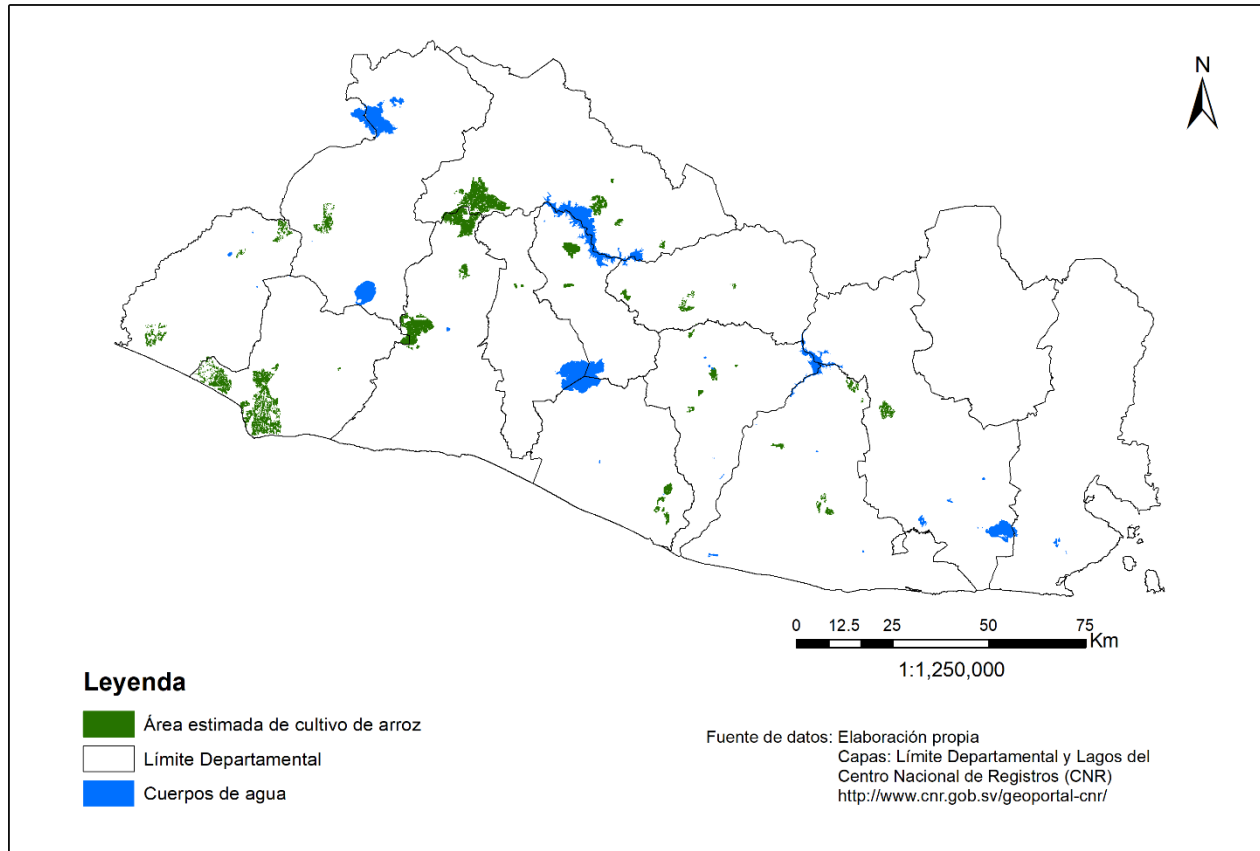 N
0 12.5 25 50 75
Km
1:1,250,000
Leyenda
Área estimada de cultivo de arroz
Límite Departamental
Cuerpos de agua
Fuente de datos: Elaboración propia
Capas: Límite Departamental y Lagos del
Centro Nacional de Registros (CNR)
http://www.cnr.gob.sv/geoportal-cnr/